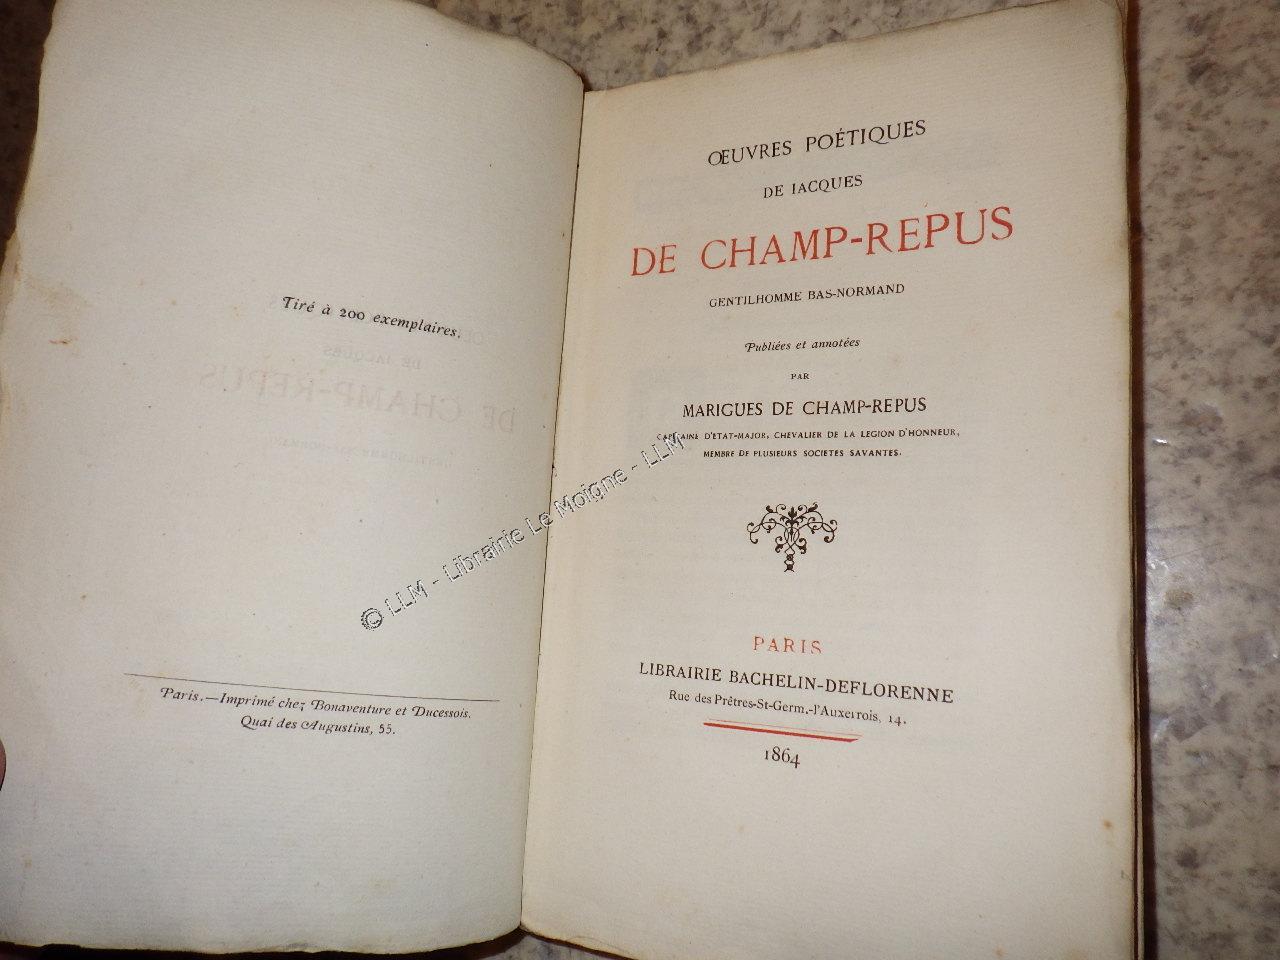 Tiré à 200 exemplaires.
Paris.—Imprimé chez Bonaventure et Ducessois.
Quai des Augustins, 55.
ŒUVRES POÉTIQUES
DE IACQUES
DE CHAMP-REPUS
GENTILHOMME BAS-NORMAND
Publiées et annotées
PAR
MARIGUES DE CHAMP-REPUS
CAPITAINE D'ETAT-MAJOR, CHEVALIER DE LA LEGION D'HONNEUR,
MEMBRE DE PLUSIEURS SOCIETES SAVANTES.
PARIS
LIBRAIRIE BACHELIN-DEFLORENNE
Rue des Prêtres-St-Germ.-l'Auxerrois, 14.
1864
© LLM - Librairie Le Moigne - LLM